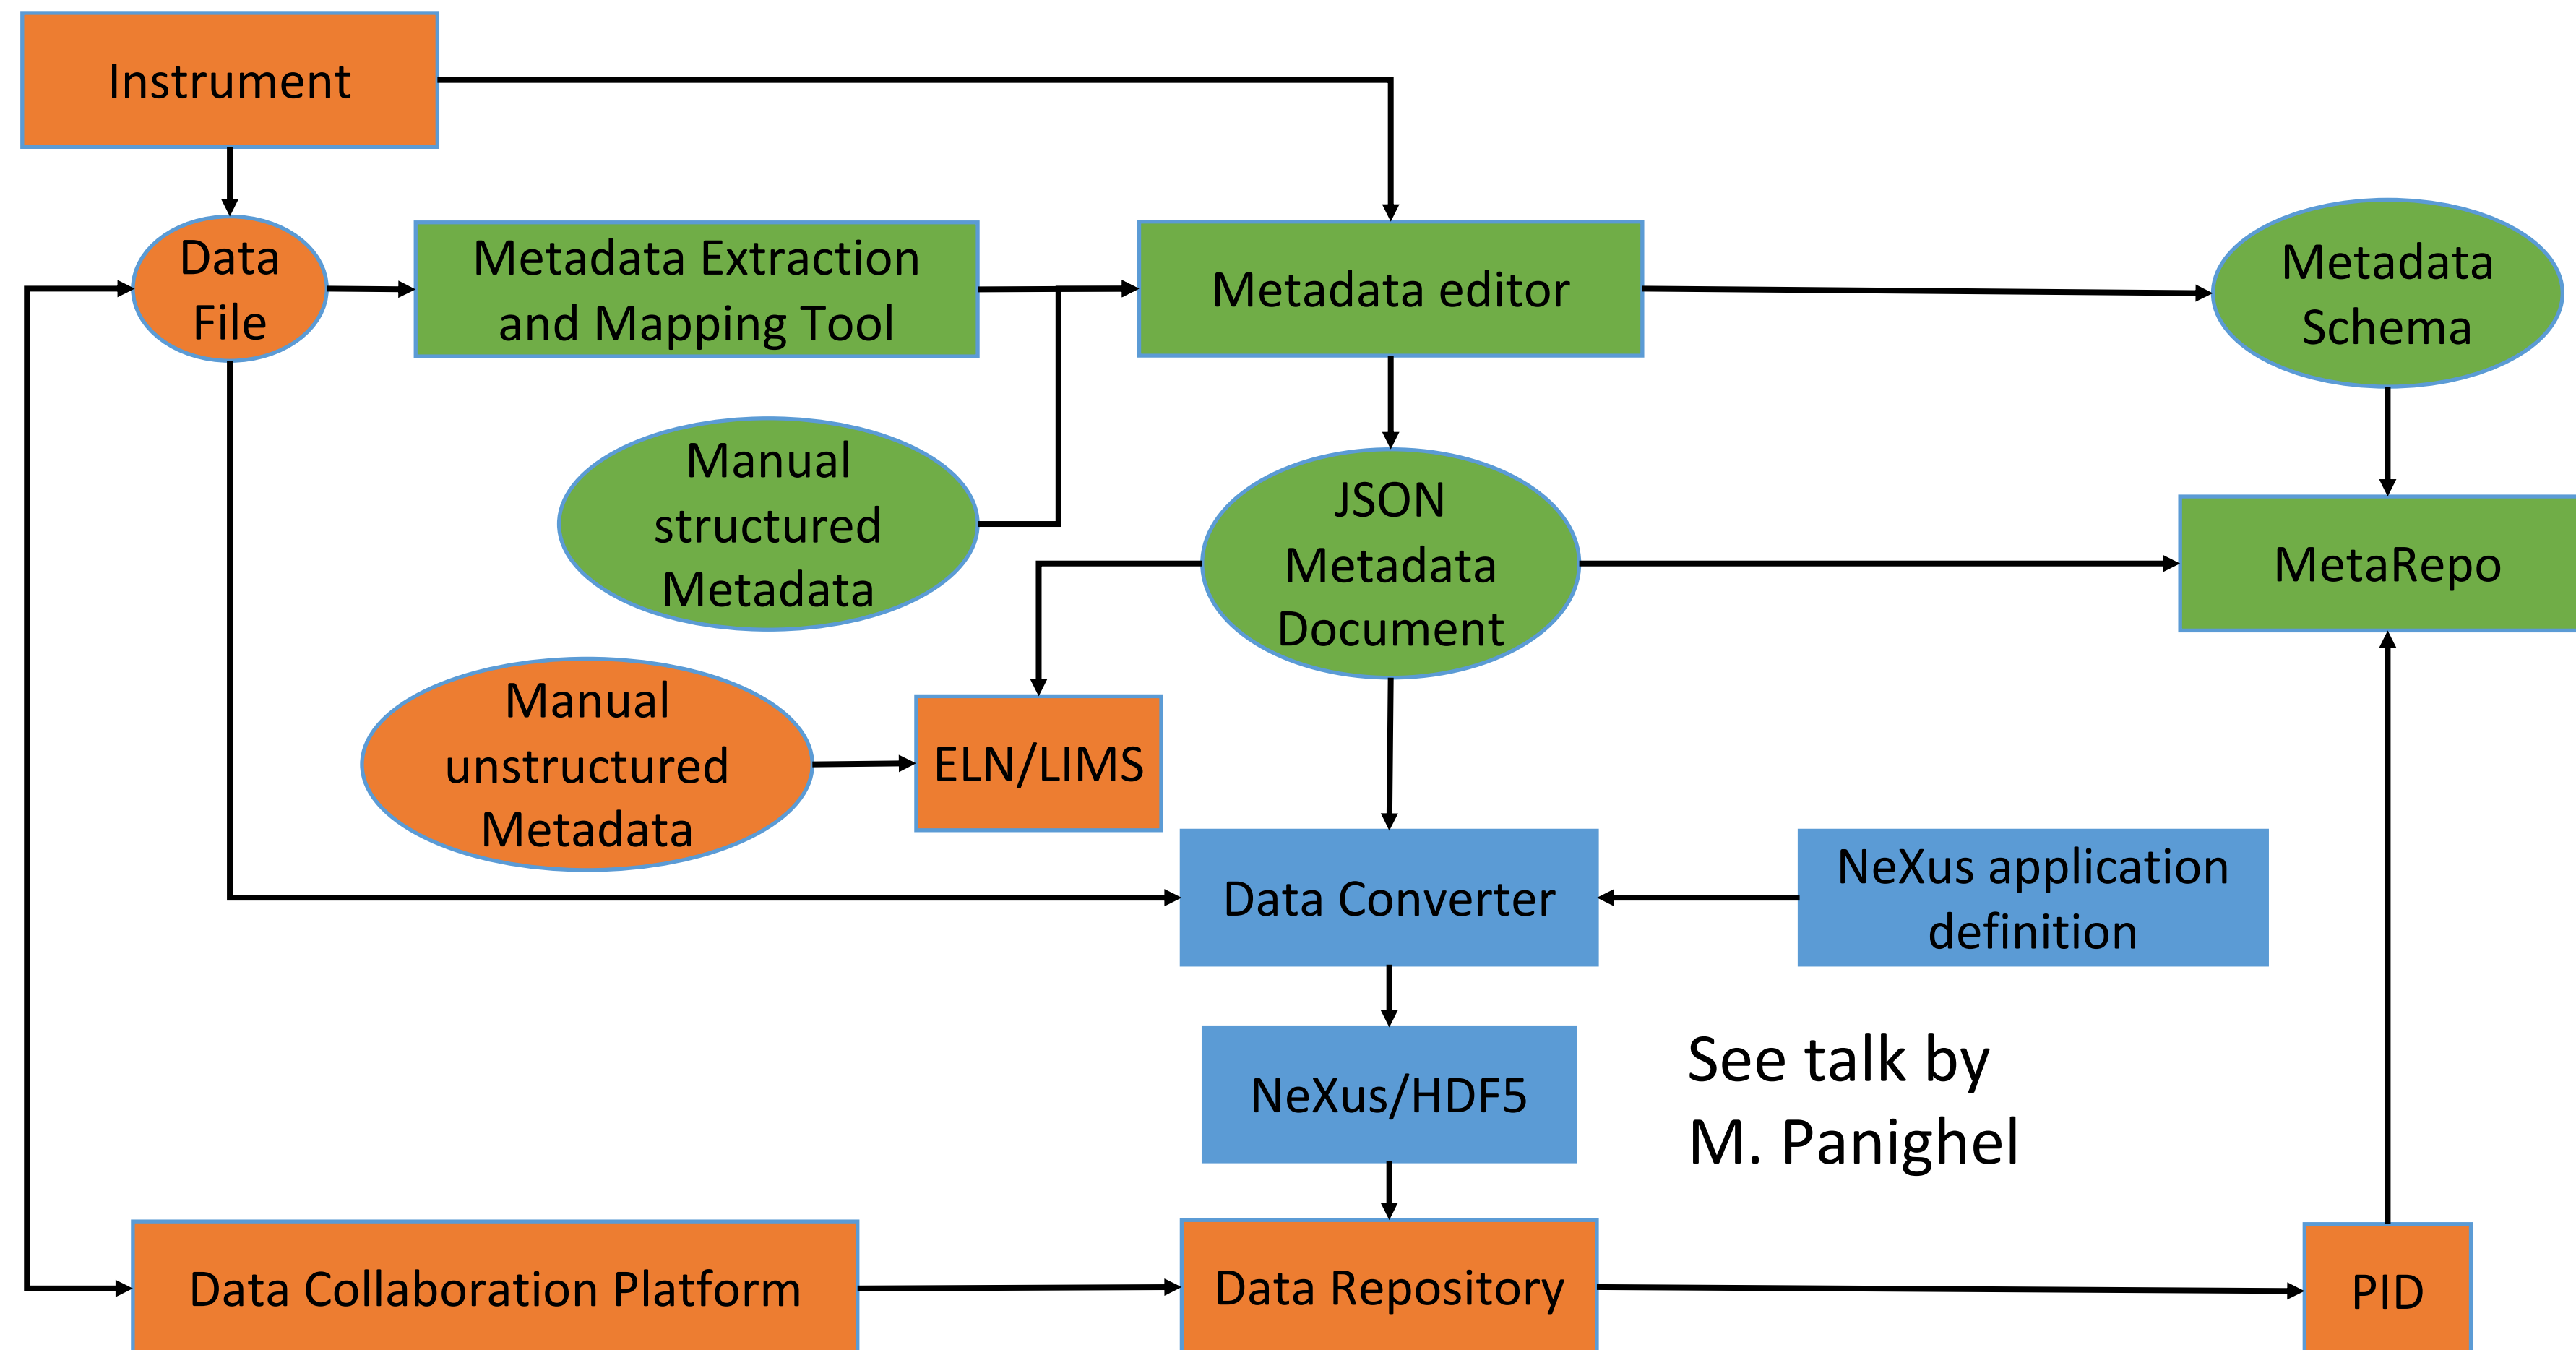 Instrument
Data
File
Metadata Extraction
and Mapping Tool
Metadata editor
Metadata
Schema
Manual
structured
Metadata
JSON
Metadata
Document
MetaRepo
Manual
unstructured
Metadata
ELN/LIMS
Data Converter
NeXus application
definition
NeXus/HDF5
See talk by
M. Panighel
Data Collaboration Platform
Data Repository
PID